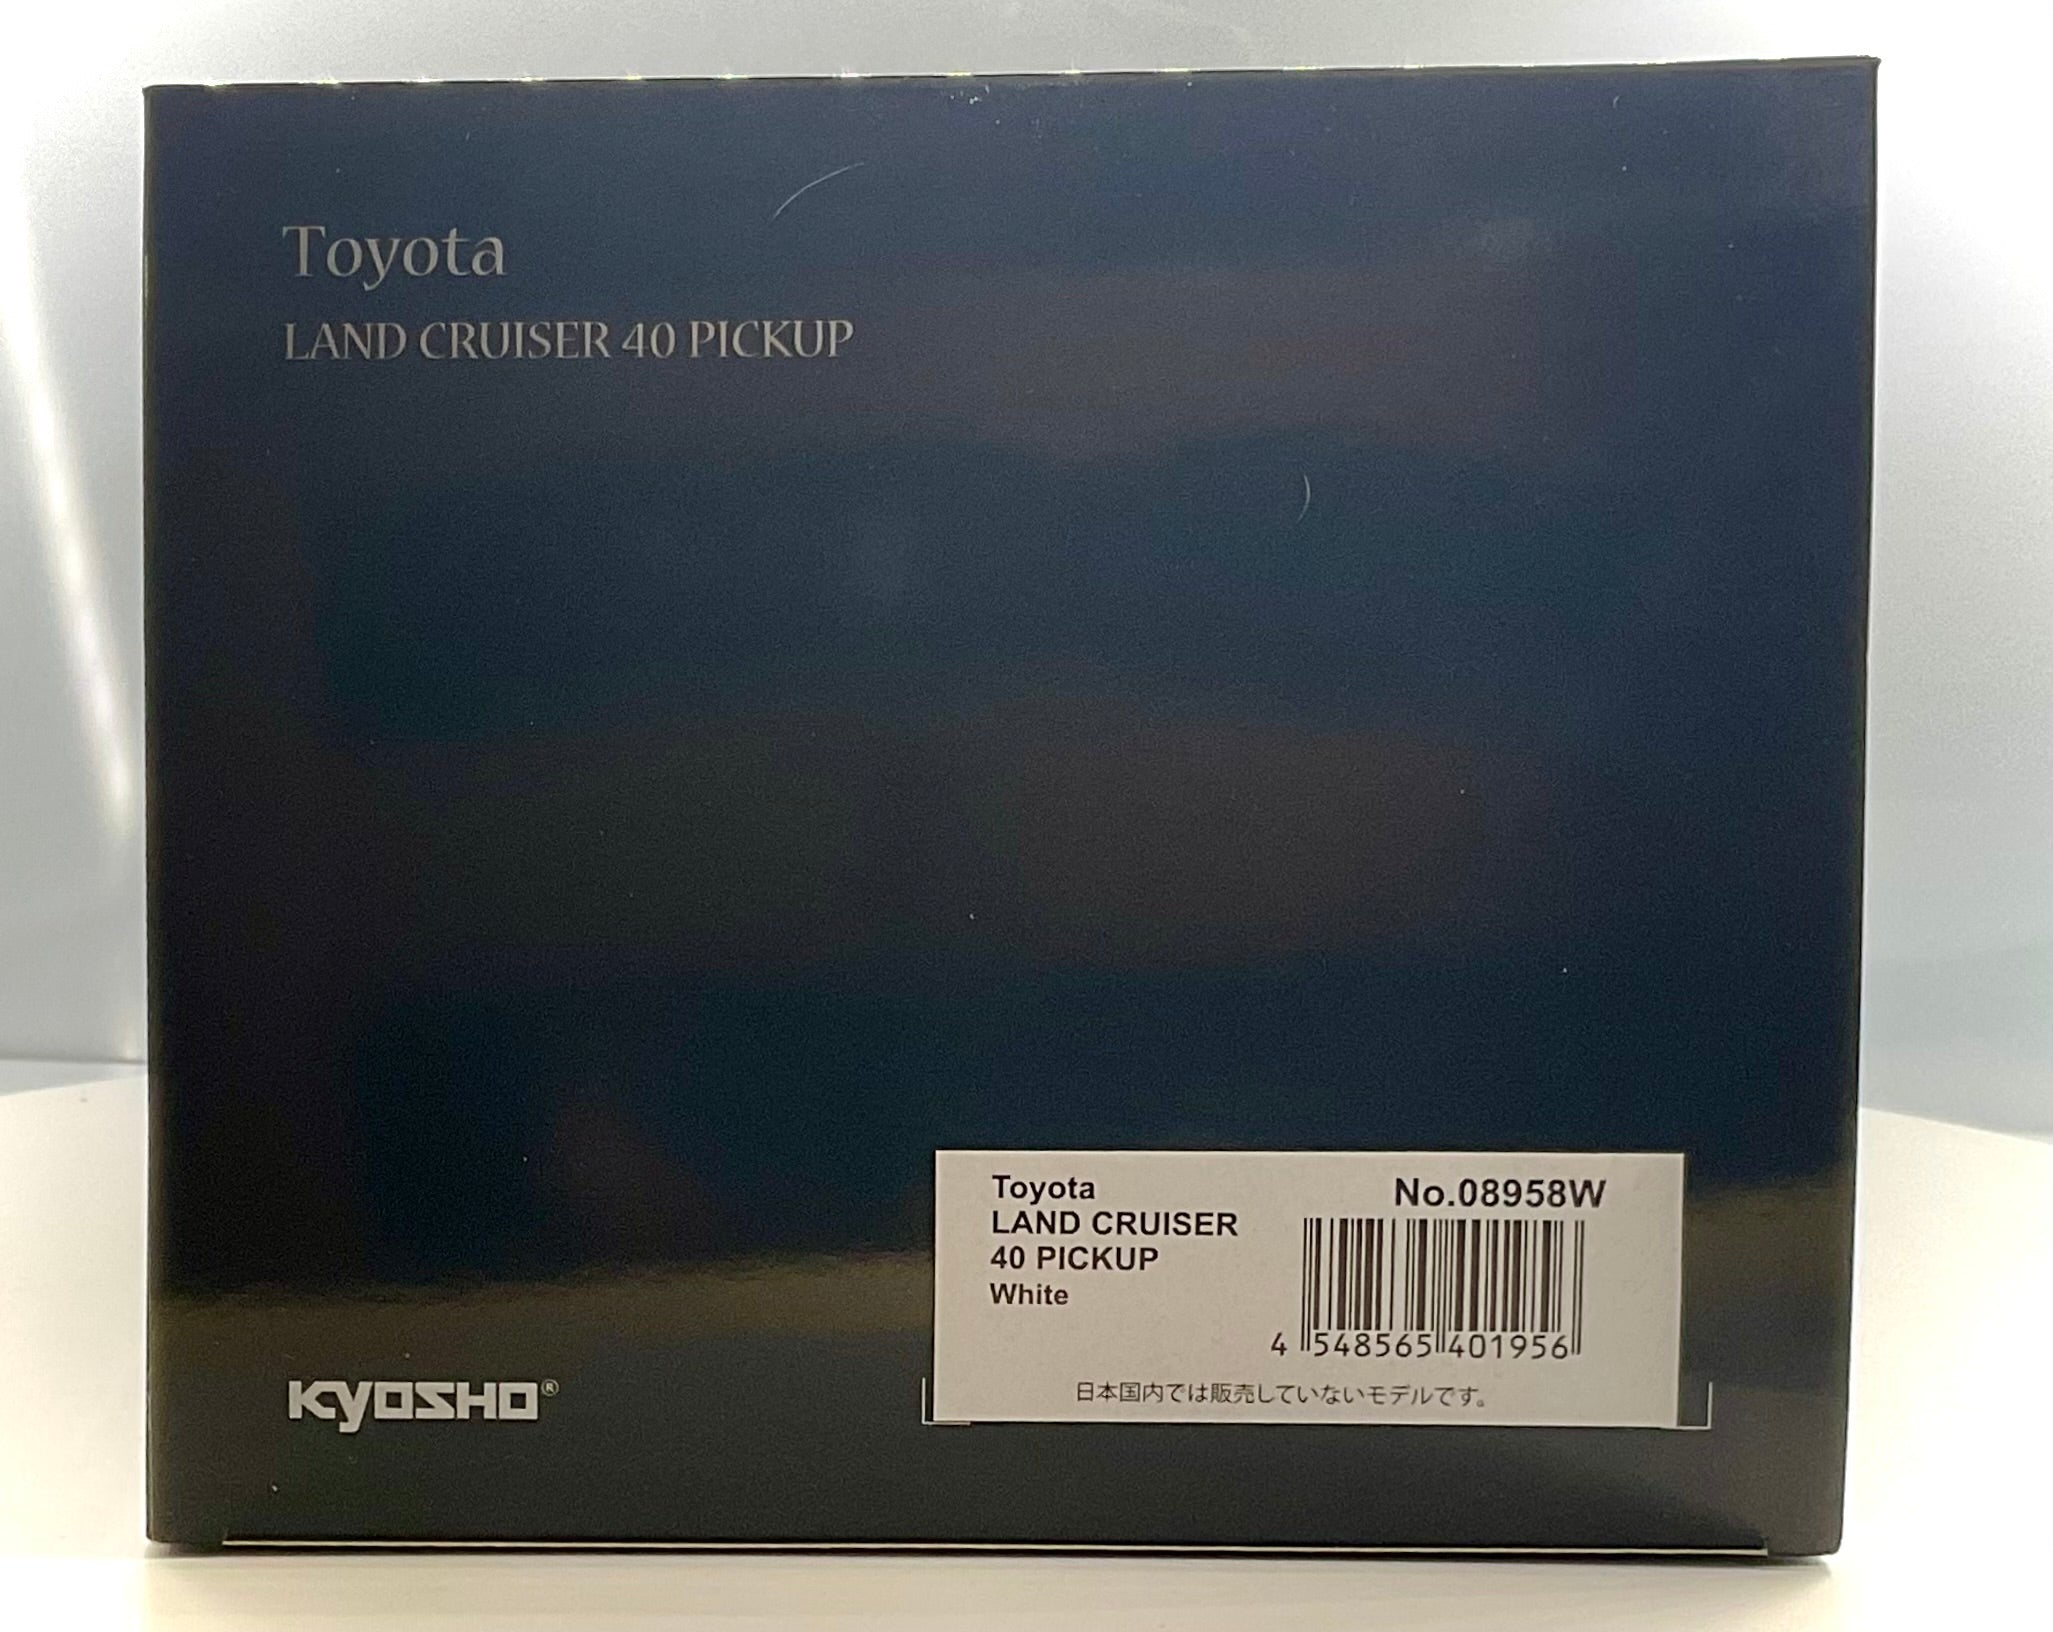 Toyota
LAND CRUISER 40 PICKUP
Toyota
LAND CRUISER
40 PICKUP
White
No.08958W
4 548565 401956
日本国内では販売していないモデルです。
KYOSHO®